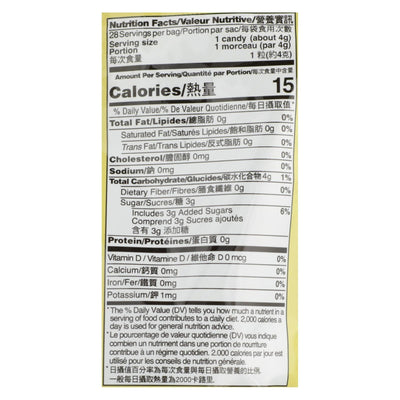 Nutrition Facts/Valeur Nutritive/營養資訊
28 Servings per bag/Portion par sac/每袋食用次數
Serving size 1 candy (about 4g)
Portion 1 morceau (par 4g)
每次食量 1 粒(約4克)
Amount Per Serving/Quantité par Portion/每次食量中含量
Calories/熱量 15
% Daily Value/% De Valeur Quotidienne/每日攝取值*
Total Fat/Lipides/總脂肪 0g 0%
Saturated Fat/Saturés Lipides/飽和脂肪 0g 0%
Trans Fat/Trans Lipides/反式脂肪 0g
Cholesterol/膽固醇 0mg 0%
Sodium/鈉 0mg 0%
Total Carbohydrate/Glucides/碳水化合物 4g 1%
Dietary Fiber/Fibres/膳食纖維 0g 0%
Sugar/Sucres/糖 3g
Includes 3g Added Sugars 6%
Comprend 3g Sucres ajoutés
含有 3g 添加糖
Protein/Protéines/蛋白質 0g
Vitamin D / Vitamine D / 維他命 D 0 mcg 0%
Calcium/鈣質 0mg 0%
Iron/Fer/鐵質 0mg 0%
Potassium/鉀 1mg 0%
* The % Daily Value (DV) tells you how much a nutrient in a
serving of food contributes to a daily diet. 2,000 calories a
day is used for general nutrition advice.
* Le pourcentage de valeur quotidienne (DV) vous indique
combien un nutriment dans une portion de nourriture
contribue à un régime quotidien. 2,000 calories par jour est
utilisé pour les conseils de nutrition générale.
*日攝值百分率為每次食量與每日攝取營養的比例.
一般每日攝取熱量為2000卡路里.